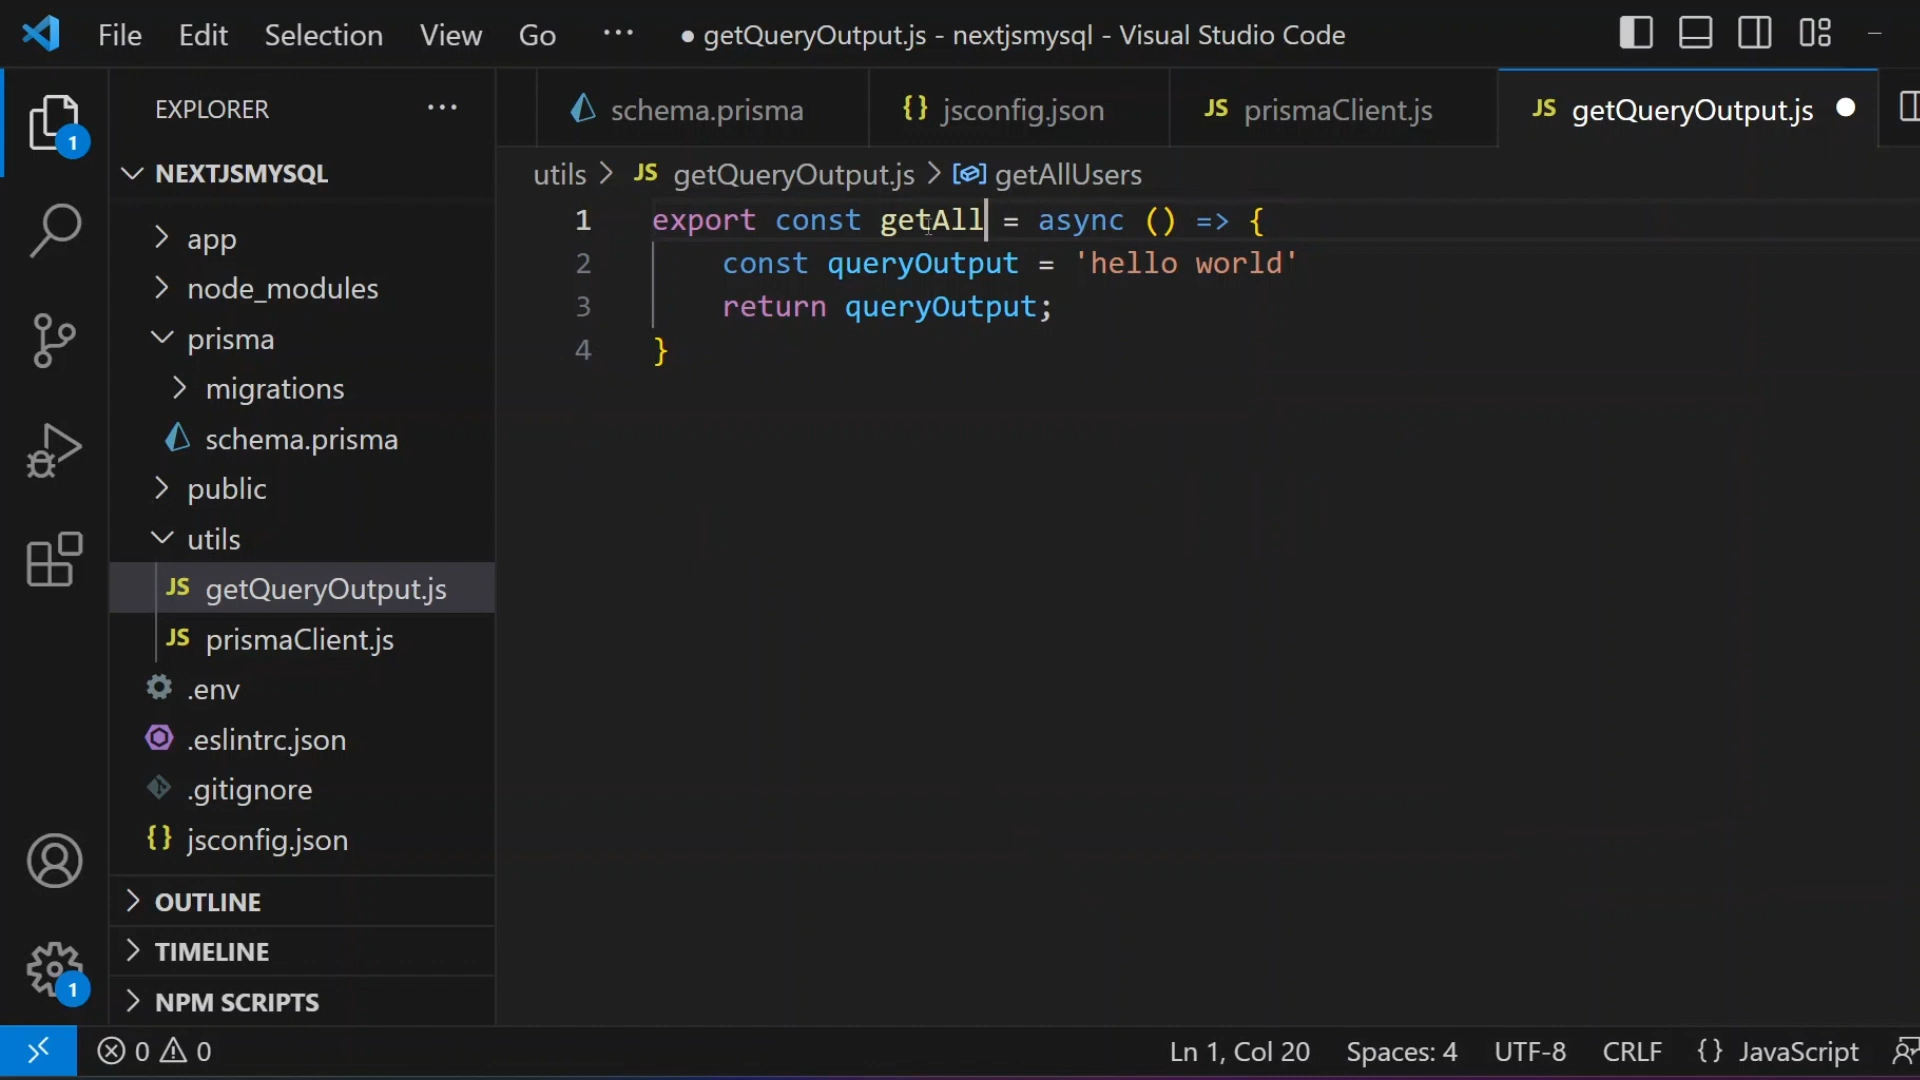 File Edit Selection View Go ··· ● getQueryOutput.js - nextjsmysql - Visual Studio Code
EXPLORER ···
NEXTJSMYSQL
app
node_modules
prisma
migrations
schema.prisma
public
utils
JS getQueryOutput.js
JS prismaClient.js
.env
.eslintrc.json
.gitignore
{} jsconfig.json
OUTLINE
TIMELINE
NPM SCRIPTS
1
1
schema.prisma {} jsconfig.json JS prismaClient.js JS getQueryOutput.js ●
utils > JS getQueryOutput.js > getAllUsers
1 export const getAll = async () => {
2 const queryOutput = 'hello world'
3 return queryOutput;
4 }
0 0 Ln 1, Col 20 Spaces: 4 UTF-8 CRLF {} JavaScript